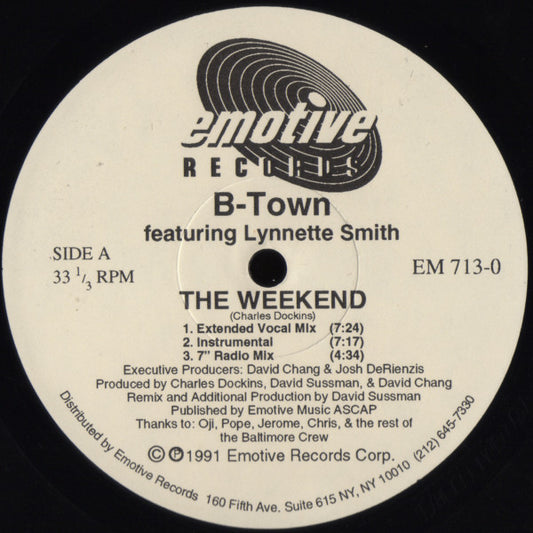 emotive
RECORDS
B-Town
featuring Lynnette Smith
SIDE A
33 1/3 RPM
EM 713-0
THE WEEKEND
(Charles Dockins)
1. Extended Vocal Mix (7:24)
2. Instrumental (7:17)
3. 7" Radio Mix (4:34)
Executive Producers: David Chang & Josh DeRienzis
Produced by Charles Dockins, David Sussman, & David Chang
Remix and Additional Production by David Sussman
Published by Emotive Music ASCAP
Thanks to: Oji, Pope, Jerome, Chris, & the rest of
the Baltimore Crew
© ℗ 1991 Emotive Records Corp.
Distributed by Emotive Records 160 Fifth Ave. Suite 615 NY, NY 10010 (212) 645-7330